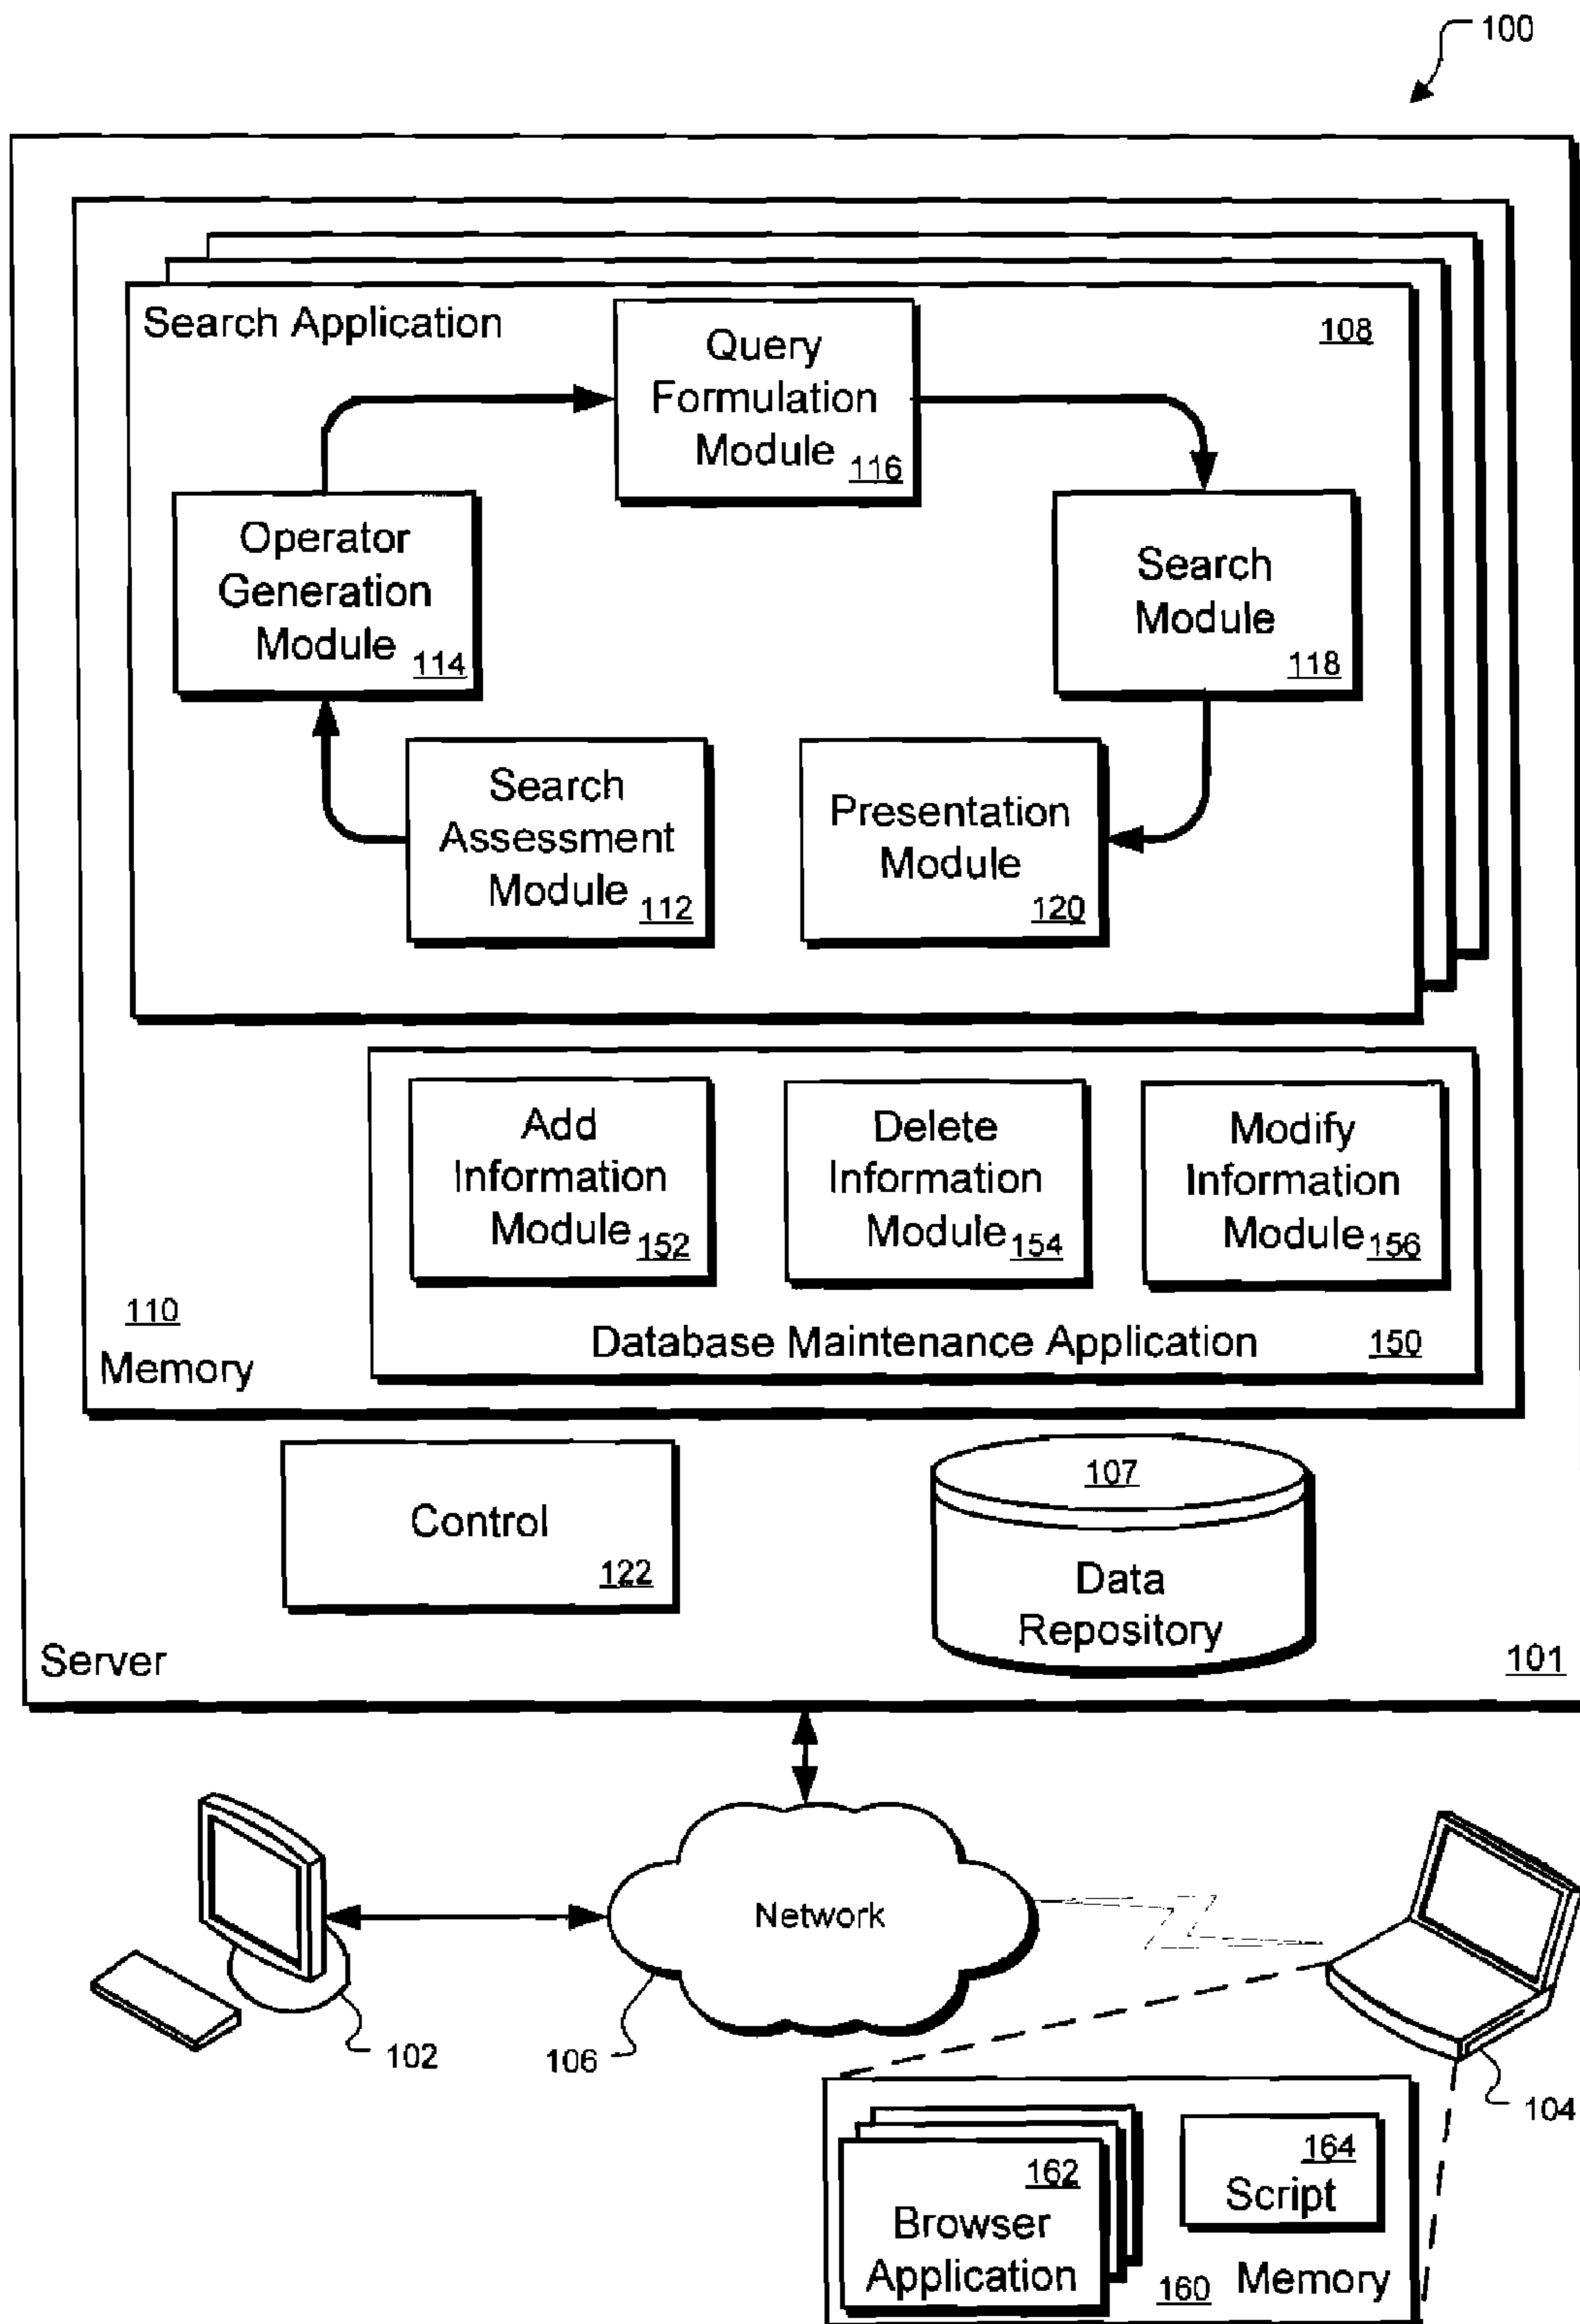 100
Search Application
108
Query
Formulation
Module 116
Operator
Generation
Module 114
Search
Module
118
Search
Assessment
Module 112
Presentation
Module
120
Add
Information
Module 152
Delete
Information
Module 154
Modify
Information
Module 156
110
Memory
Database Maintenance Application 150
Control
122
107
Data
Repository
Server
101
Network
102
106
104
162
Browser
Application
164
Script
160 Memory